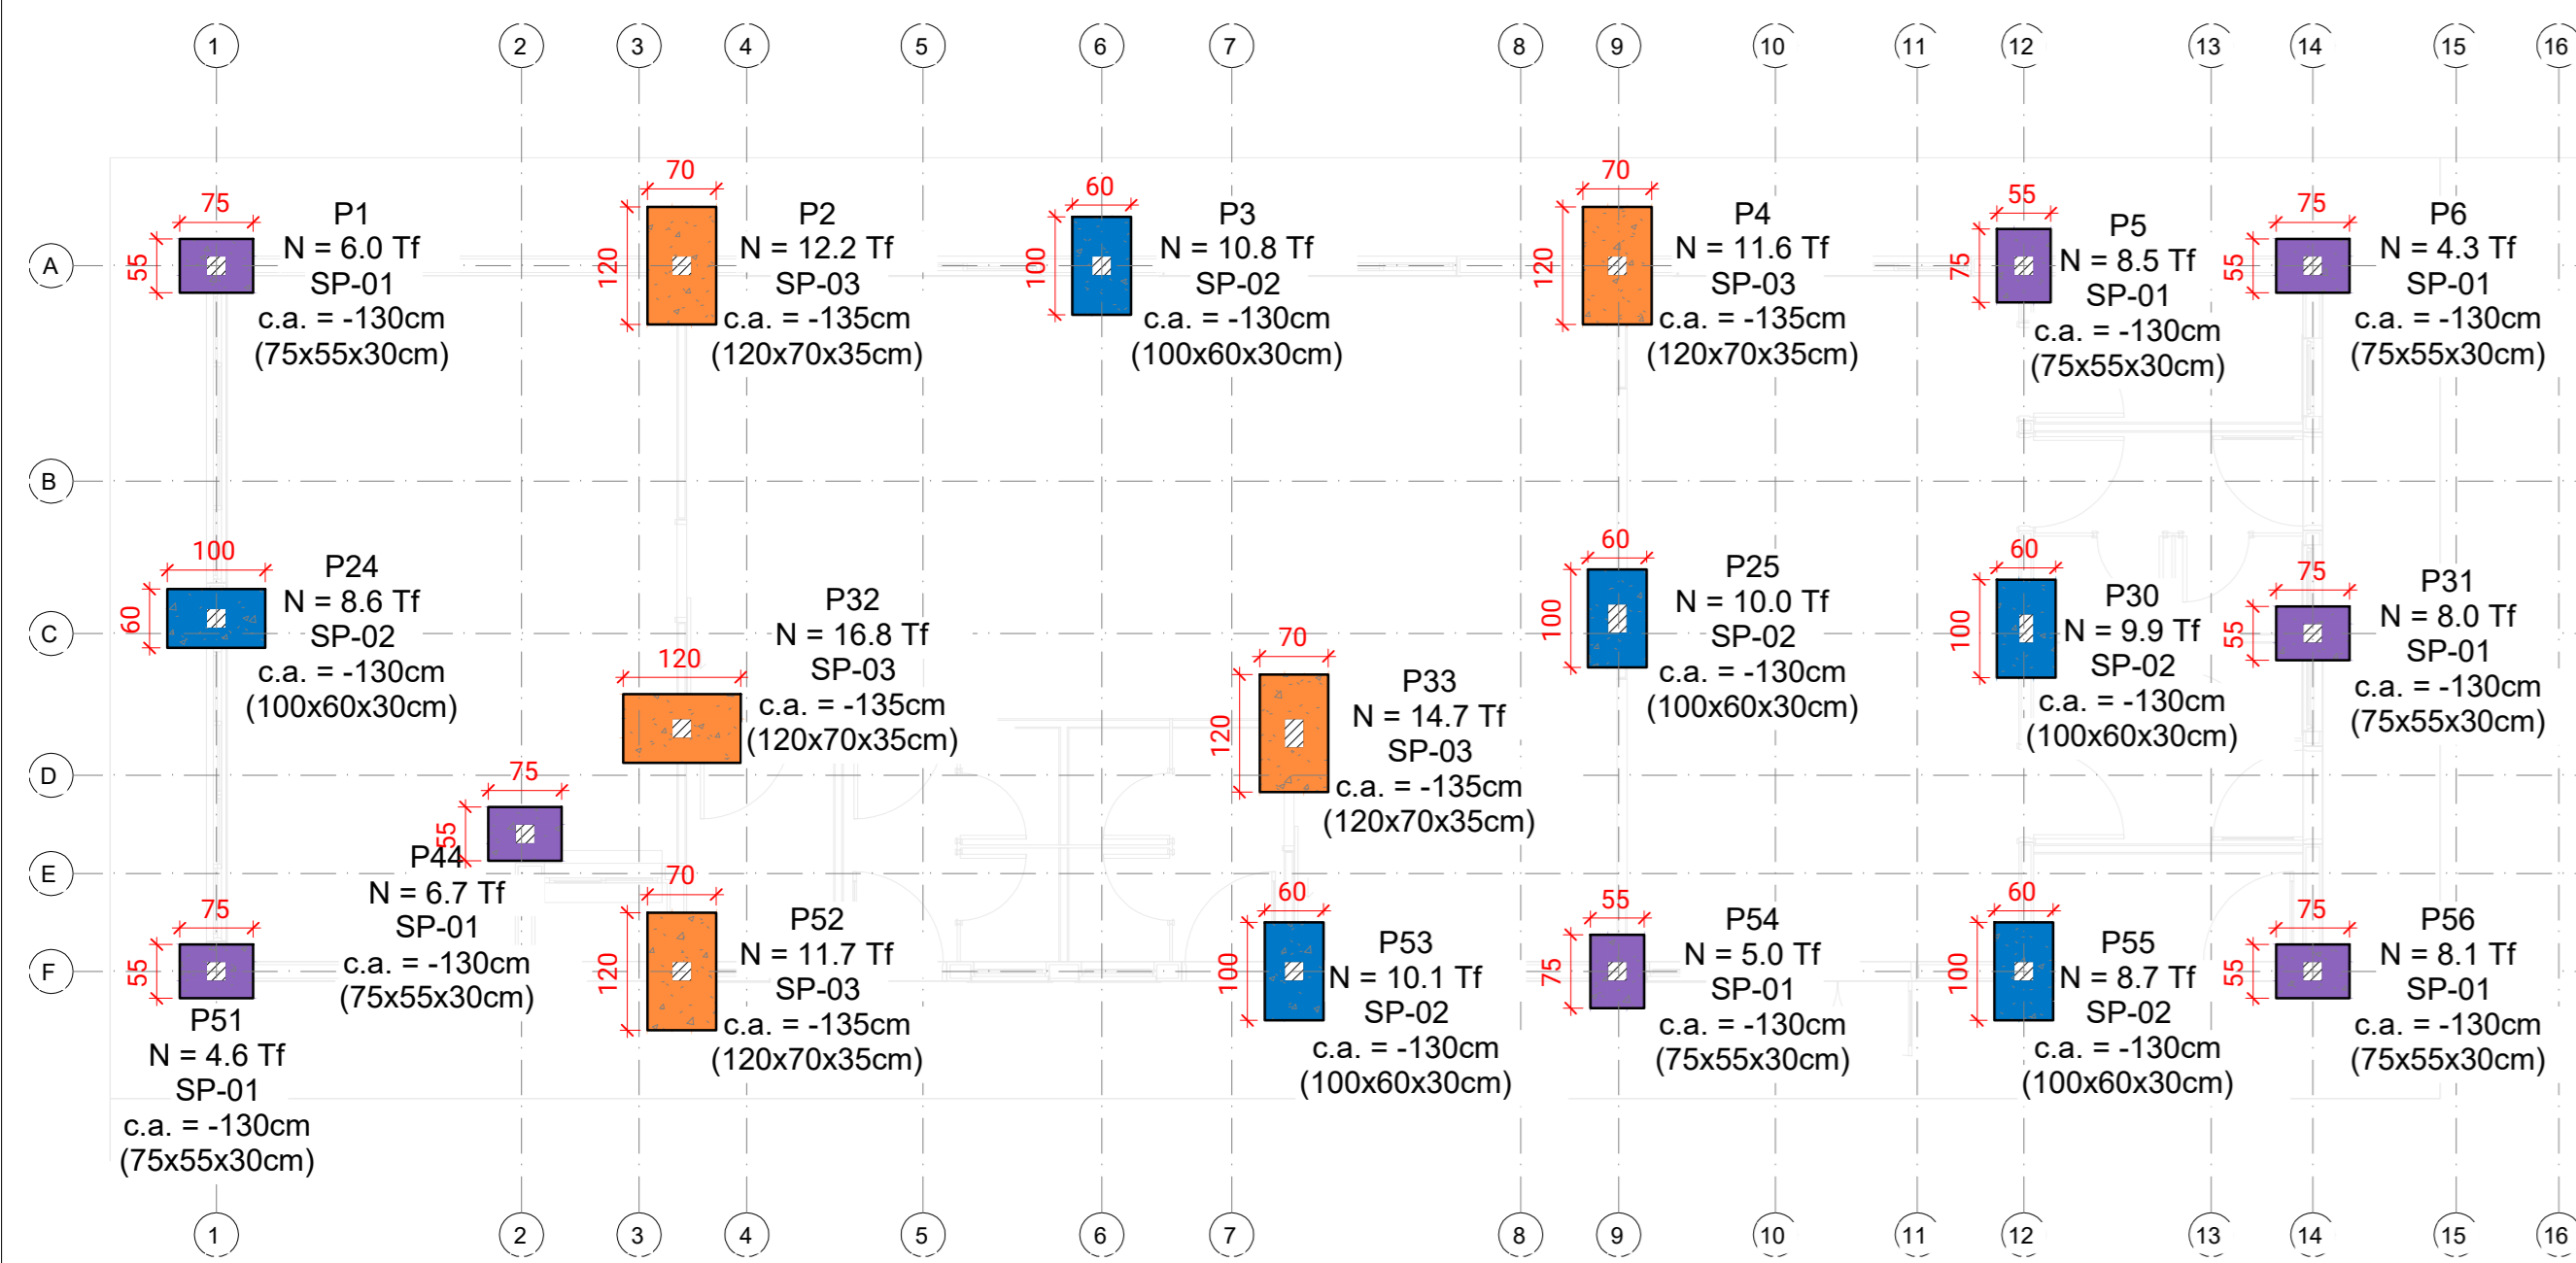 1 2 3 4 5 6 7 8 9 10 11 12 13 14 15 16
A
B
C
D
E
F
75
55
P1
N = 6.0 Tf
SP-01
c.a. = -130cm
(75x55x30cm)
70
120
P2
N = 12.2 Tf
SP-03
c.a. = -135cm
(120x70x35cm)
60
100
P3
N = 10.8 Tf
SP-02
c.a. = -130cm
(100x60x30cm)
70
120
P4
N = 11.6 Tf
SP-03
c.a. = -135cm
(120x70x35cm)
55
75
P5
N = 8.5 Tf
SP-01
c.a. = -130cm
(75x55x30cm)
75
55
P6
N = 4.3 Tf
SP-01
c.a. = -130cm
(75x55x30cm)
100
60
P24
N = 8.6 Tf
SP-02
c.a. = -130cm
(100x60x30cm)
120
P32
N = 16.8 Tf
SP-03
c.a. = -135cm
(120x70x35cm)
70
120
P33
N = 14.7 Tf
SP-03
c.a. = -135cm
(120x70x35cm)
60
100
P25
N = 10.0 Tf
SP-02
c.a. = -130cm
(100x60x30cm)
60
100
P30
N = 9.9 Tf
SP-02
c.a. = -130cm
(100x60x30cm)
75
55
P31
N = 8.0 Tf
SP-01
c.a. = -130cm
(75x55x30cm)
75
55
P44
N = 6.7 Tf
SP-01
c.a. = -130cm
(75x55x30cm)
75
55
P51
N = 4.6 Tf
SP-01
c.a. = -130cm
(75x55x30cm)
70
120
P52
N = 11.7 Tf
SP-03
c.a. = -135cm
(120x70x35cm)
60
100
P53
N = 10.1 Tf
SP-02
c.a. = -130cm
(100x60x30cm)
55
75
P54
N = 5.0 Tf
SP-01
c.a. = -130cm
(75x55x30cm)
60
100
P55
N = 8.7 Tf
SP-02
c.a. = -130cm
(100x60x30cm)
75
55
P56
N = 8.1 Tf
SP-01
c.a. = -130cm
(75x55x30cm)
1 2 3 4 5 6 7 8 9 10 11 12 13 14 15 16